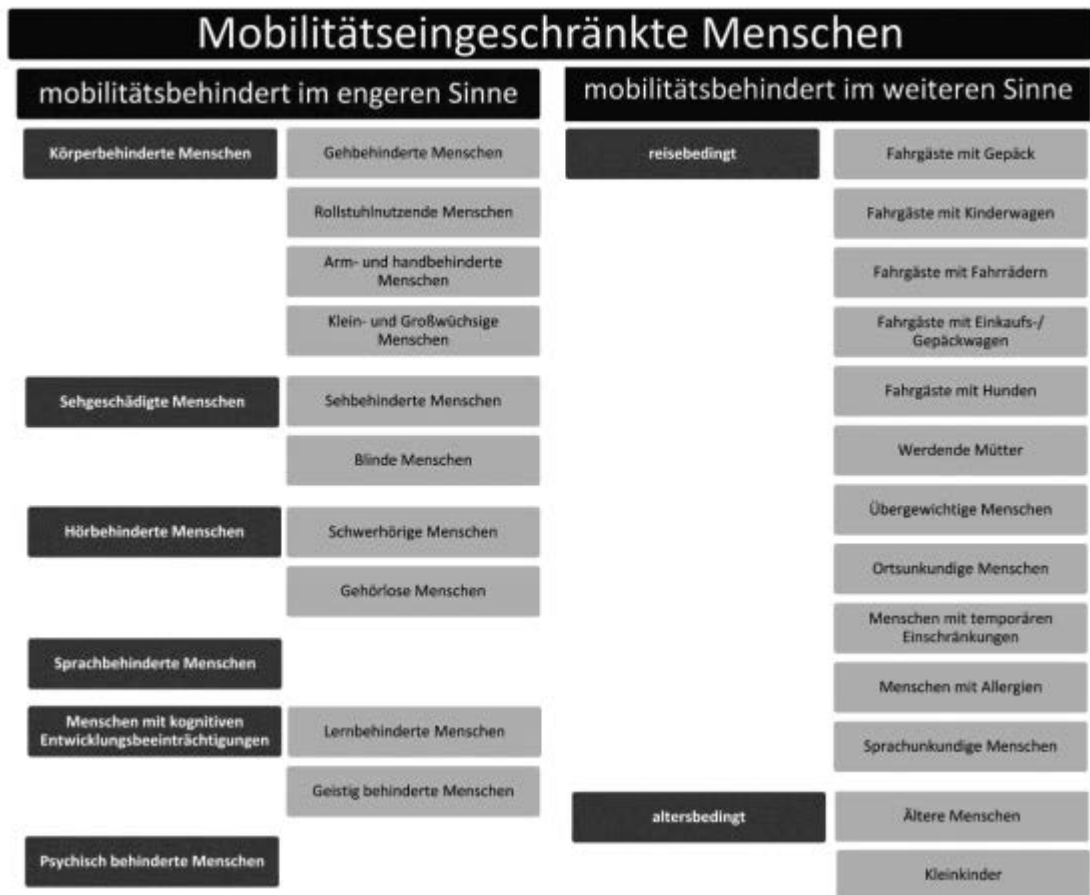 Mobilitätseingeschränkte Menschen
mobilitätsbehindert im engeren Sinne
Körperbehinderte Menschen
Gehbehinderte Menschen
Rollstuhlnutzende Menschen
Arm- und handbehinderte
Menschen
Klein- und Großwüchsige
Menschen
Sehgeschädigte Menschen
Sehbehinderte Menschen
Blinde Menschen
Hörbehinderte Menschen
Schwerhörige Menschen
Gehörlose Menschen
Sprachbehinderte Menschen
Menschen mit kognitiven
Entwicklungsbeeinträchtigungen
Lernbehinderte Menschen
Geistig behinderte Menschen
Psychisch behinderte Menschen
mobilitätsbehindert im weiteren Sinne
reisebedingt
Fahrgäste mit Gepäck
Fahrgäste mit Kinderwagen
Fahrgäste mit Fahrrädern
Fahrgäste mit Einkaufs-/
Gepäckwagen
Fahrgäste mit Hunden
Werdende Mütter
Übergewichtige Menschen
Ortsunkundige Menschen
Menschen mit temporären
Einschränkungen
Menschen mit Allergien
Sprachunkundige Menschen
altersbedingt
Ältere Menschen
Kleinkinder